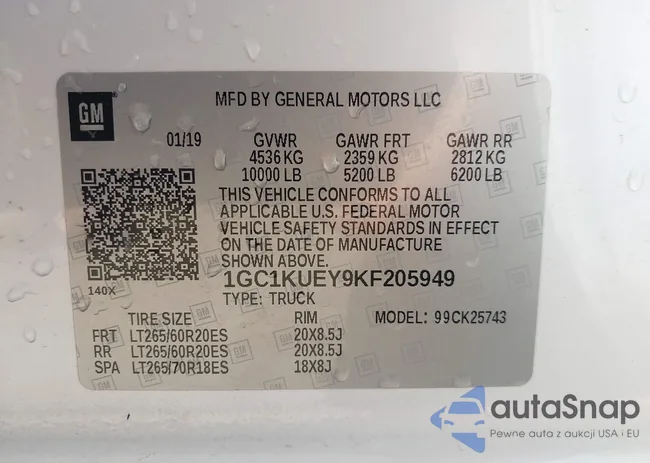 GM
MFD BY GENERAL MOTORS LLC
01/19 GVWR GAWR FRT GAWR RR
4536 KG 2359 KG 2812 KG
10000 LB 5200 LB 6200 LB
THIS VEHICLE CONFORMS TO ALL
APPLICABLE U.S. FEDERAL MOTOR
VEHICLE SAFETY STANDARDS IN EFFECT
ON THE DATE OF MANUFACTURE
SHOWN ABOVE.
1GC1KUEY9KF205949
140X
TYPE: TRUCK
TIRE SIZE RIM MODEL: 99CK25743
FRT LT265/60R20ES 20X8.5J
RR LT265/60R20ES 20X8.5J
SPA LT265/70R18ES 18X8J
autaSnap
Pewne auta z aukcji USA i EU